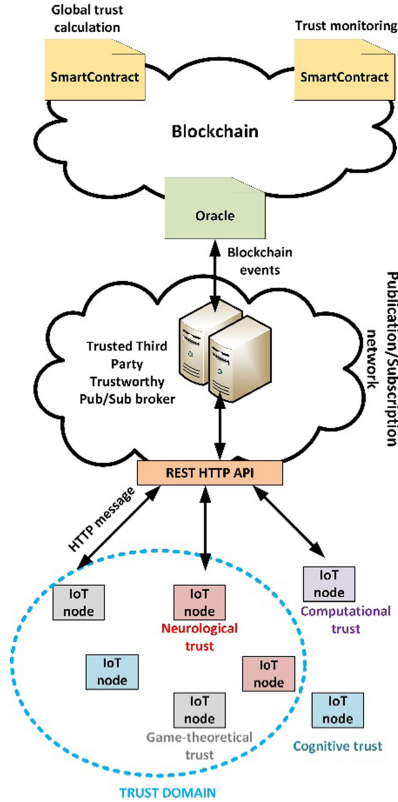 Global trust
calculation
Trust monitoring
SmartContract
SmartContract
Blockchain
Oracle
Blockchain
events
Publication/Subscription
network
Trusted Third
Party
Trustworthy
Pub/Sub broker
REST HTTP API
HTTP message
IoT
node
IoT
node
IoT
node
Neurological
trust
Computational
trust
IoT
node
IoT
node
IoT
node
IoT
node
Game-theoretical
trust
Cognitive trust
TRUST DOMAIN